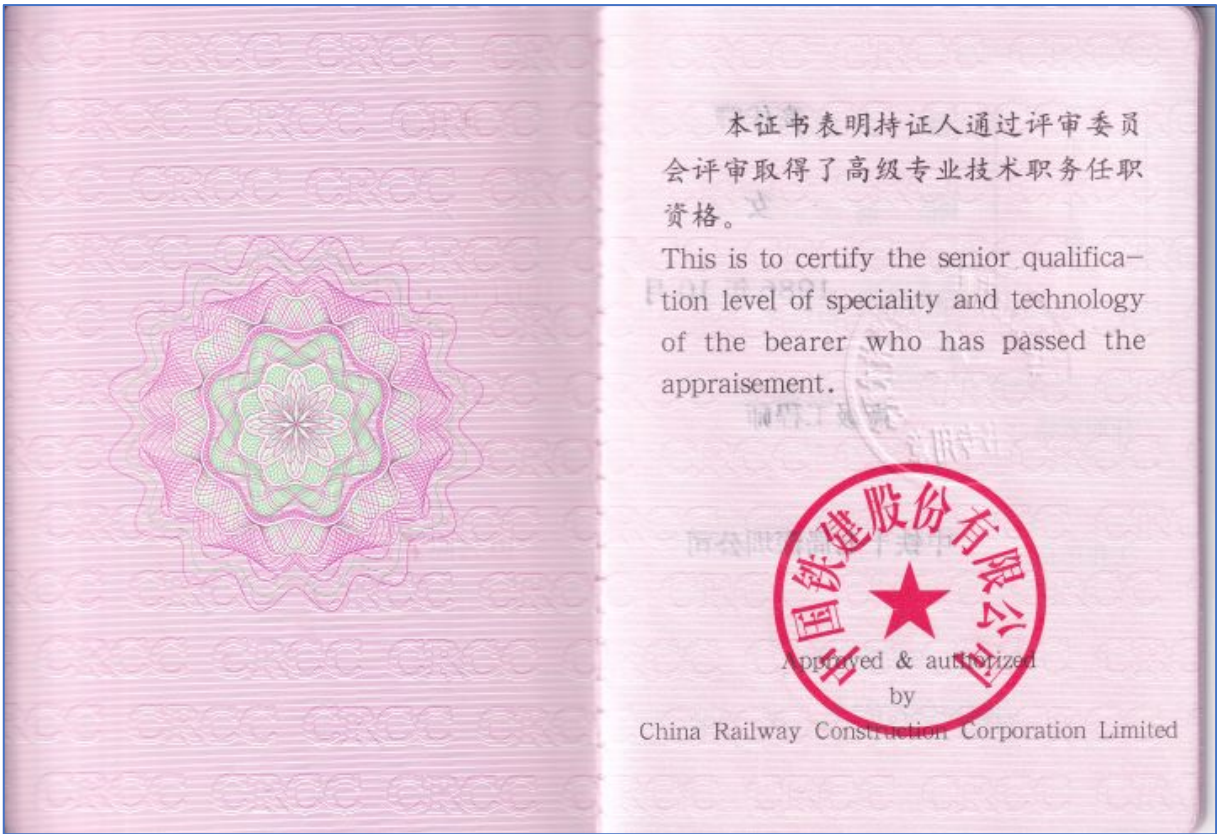 CRCC CRCC CRCC
本证书表明持证人通过评审委员
会评审取得了高级专业技术职务任职
资格。
This is to certify the senior qualifica-
tion level of speciality and technology
of the bearer who has passed the
appraisement.
中国铁建股份有限公司
Approved & authorized
by
China Railway Construction Corporation Limited